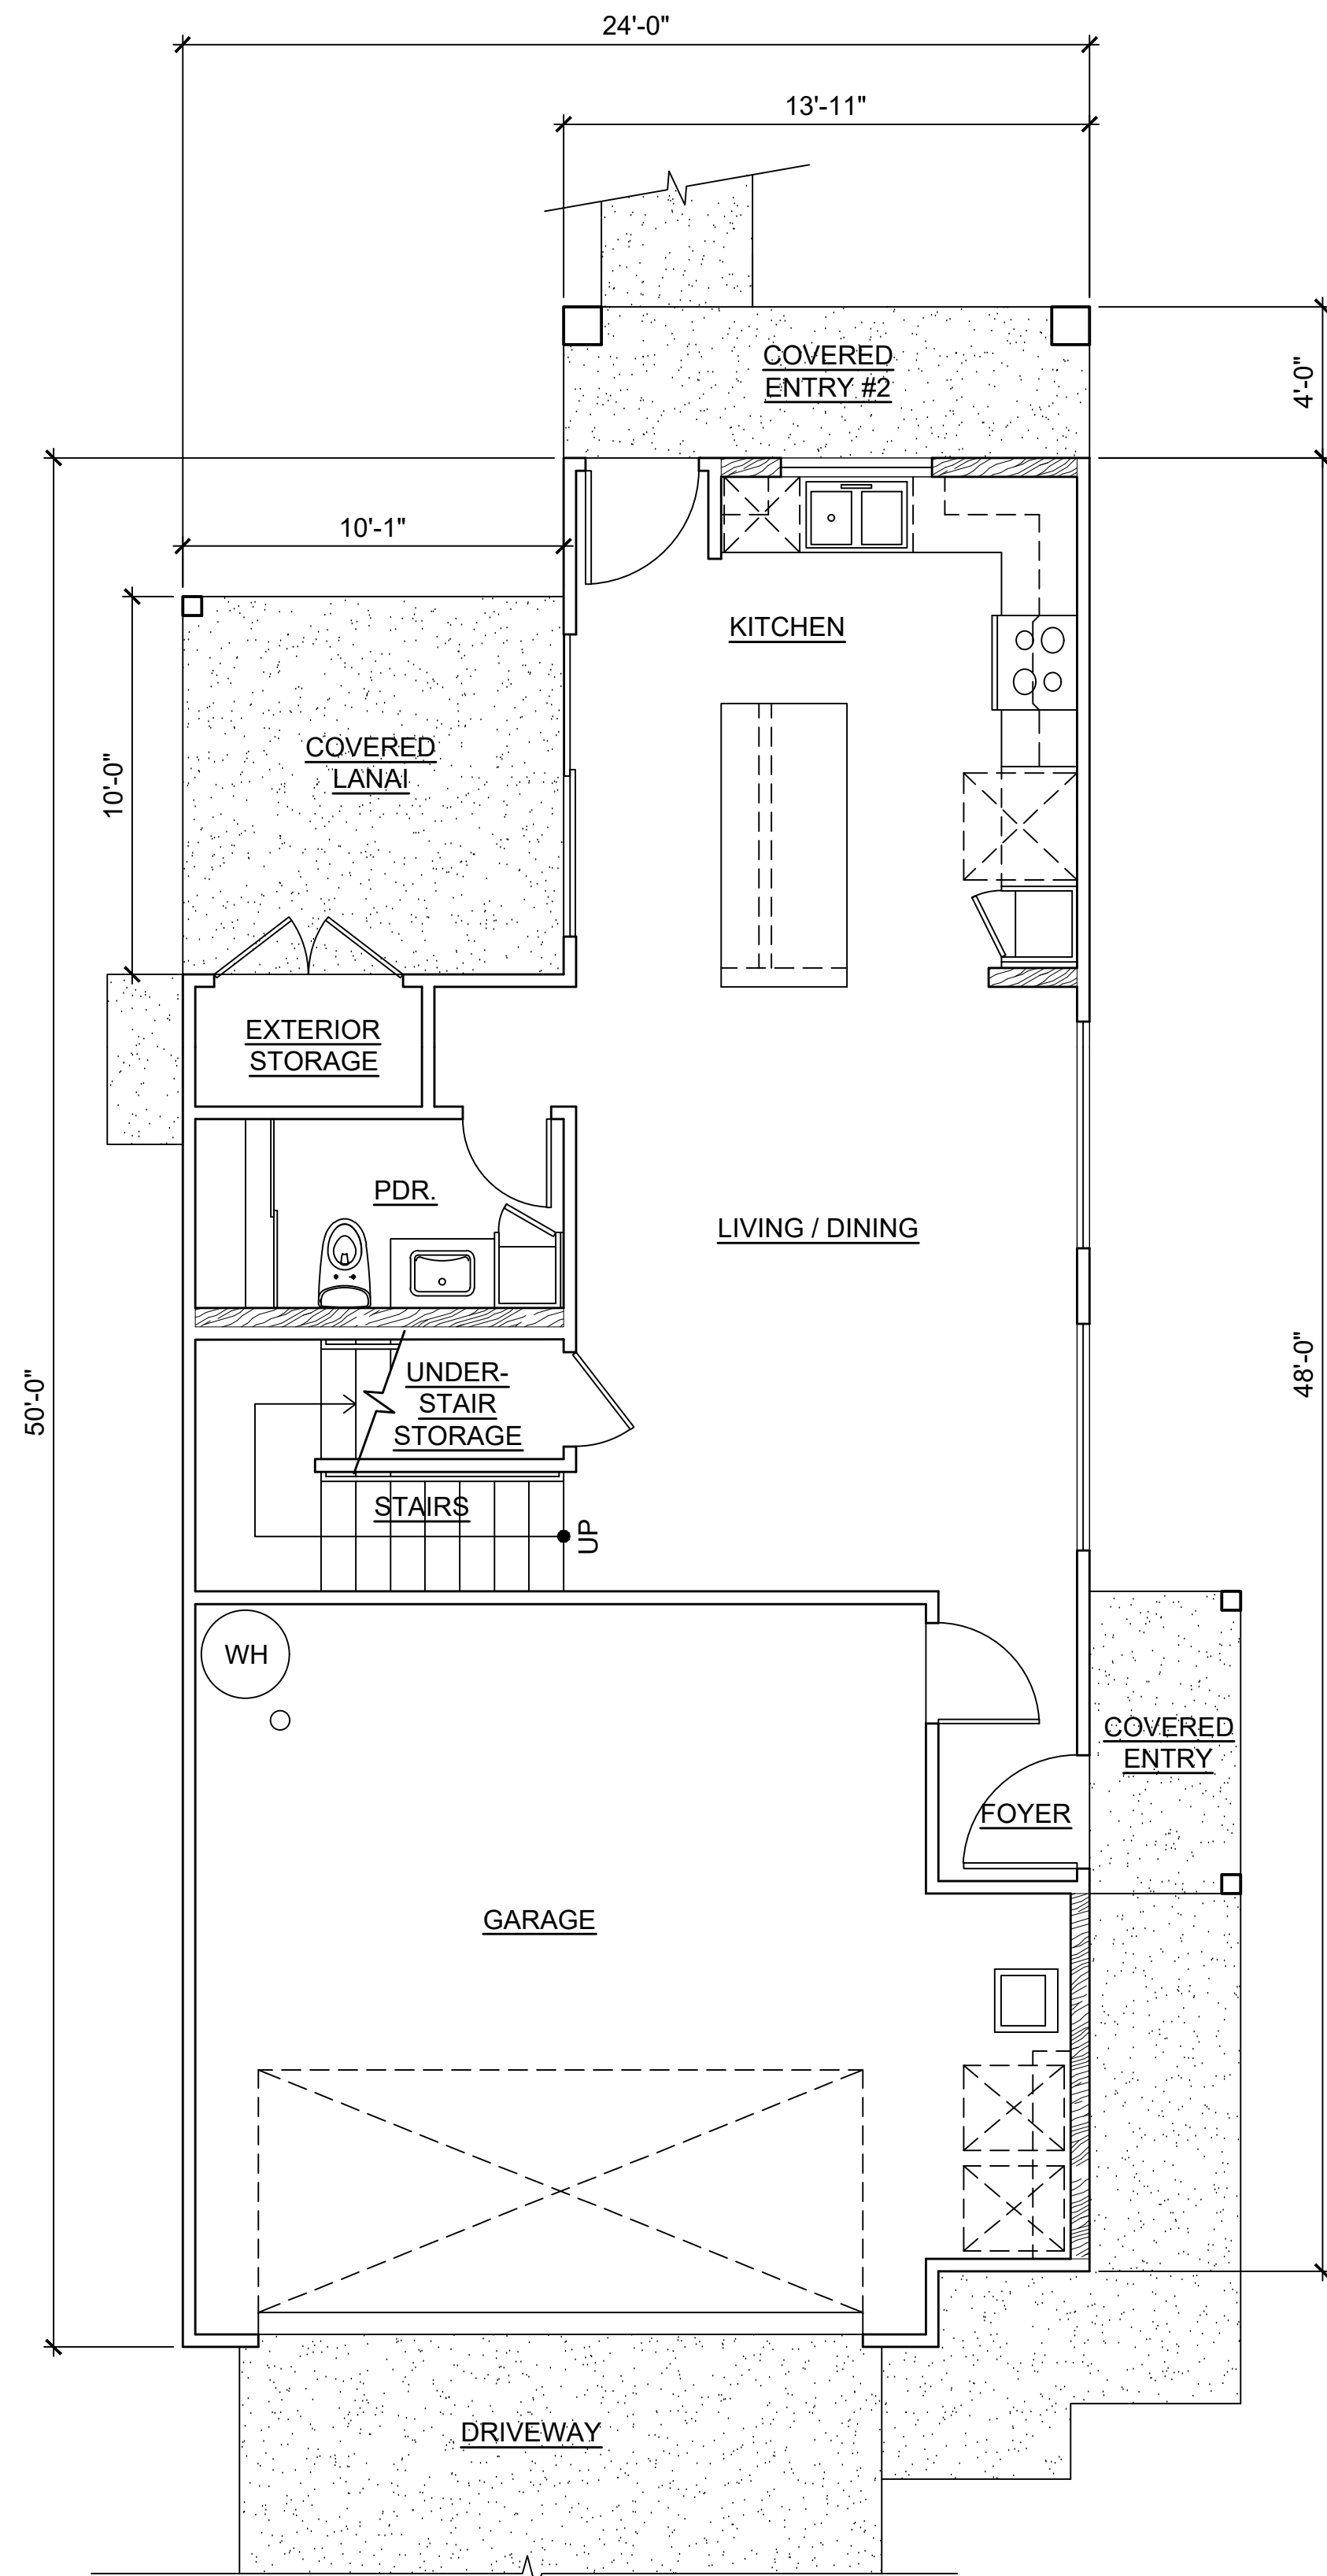 24'-0"
13'-11"
COVERED
ENTRY #2
4'-0"
10'-1"
KITCHEN
COVERED
LANAI
10'-0"
EXTERIOR
STORAGE
PDR.
LIVING / DINING
UNDER-
STAIR
STORAGE
50'-0"
48'-0"
STAIRS
UP
WH
COVERED
ENTRY
FOYER
GARAGE
DRIVEWAY